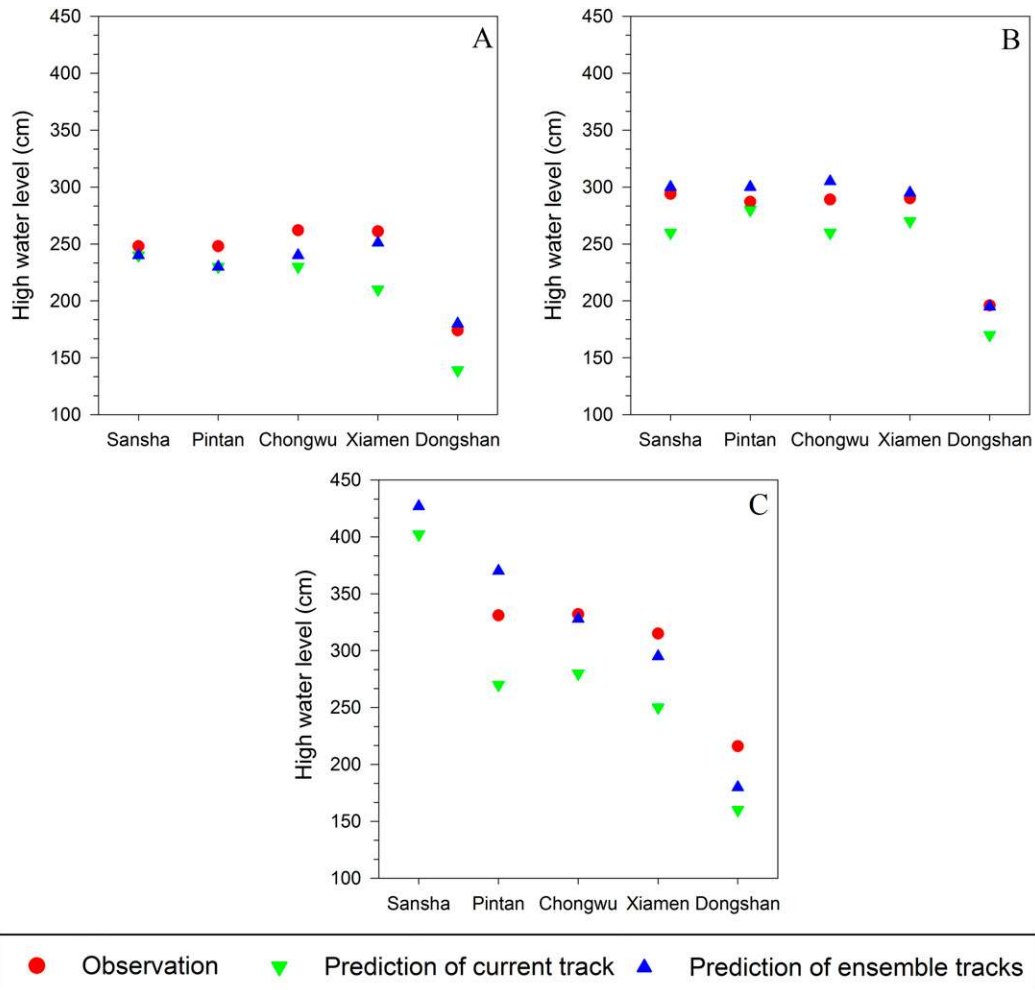 A
High water level (cm)
450
400
350
300
250
200
150
100
Sansha Pintan Chongwu Xiamen Dongshan
B
High water level (cm)
450
400
350
300
250
200
150
100
Sansha Pintan Chongwu Xiamen Dongshan
C
High water level (cm)
450
400
350
300
250
200
150
100
Sansha Pintan Chongwu Xiamen Dongshan
Observation Prediction of current track Prediction of ensemble tracks